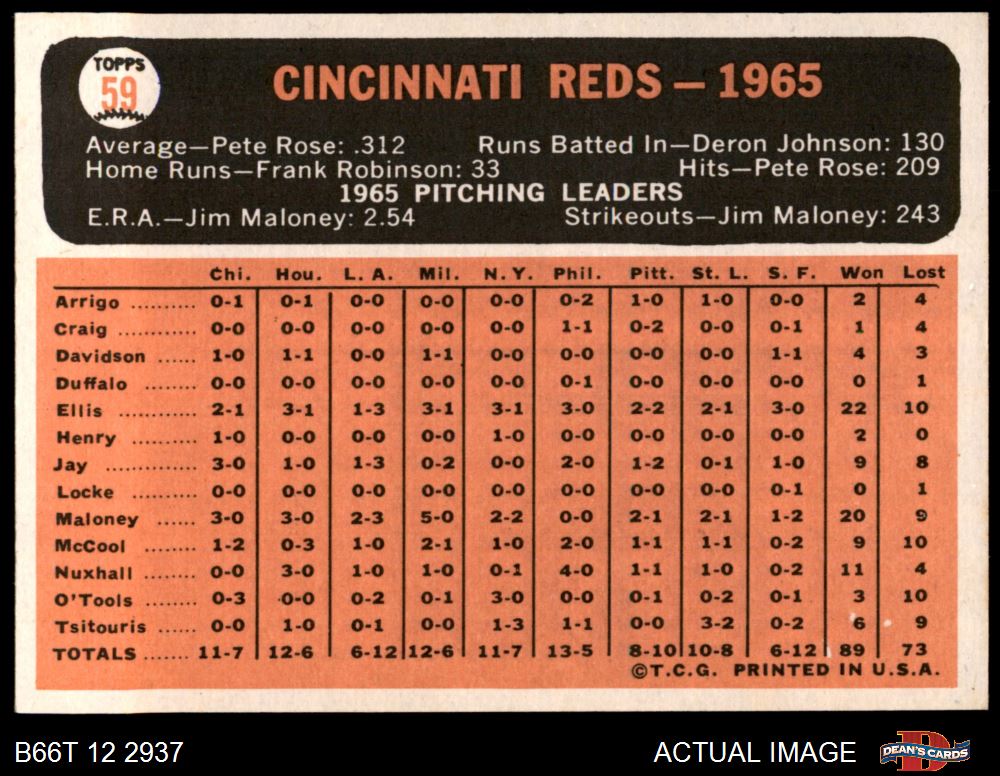 TOPPS
59
CINCINNATI REDS — 1965
Average—Pete Rose: .312 Runs Batted In—Deron Johnson: 130
Home Runs—Frank Robinson: 33 Hits—Pete Rose: 209
1965 PITCHING LEADERS
E.R.A.—Jim Maloney: 2.54 Strikeouts—Jim Maloney: 243
Chi. Hou. L. A. Mil. N. Y. Phil. Pitt. St. L. S. F. Won Lost
Arrigo .......... 0-1 0-1 0-0 0-0 0-0 0-2 1-0 1-0 0-0 2 4
Craig ............ 0-0 0-0 0-0 0-0 0-0 1-1 0-2 0-0 0-1 1 4
Davidson ...... 1-0 1-1 0-0 1-1 0-0 0-0 0-0 0-0 1-1 4 3
Duffalo ........ 0-0 0-0 0-0 0-0 0-0 0-1 0-0 0-0 0-0 0 1
Ellis ............ 2-1 3-1 1-3 3-1 3-1 3-0 2-2 2-1 3-0 22 10
Henry .......... 1-0 0-0 0-0 0-0 1-0 0-0 0-0 0-0 0-0 2 0
Jay .............. 3-0 1-0 1-3 0-2 0-0 2-0 1-2 0-1 1-0 9 8
Locke .......... 0-0 0-0 0-0 0-0 0-0 0-0 0-0 0-0 0-1 0 1
Maloney ...... 3-0 3-0 2-3 5-0 2-2 0-0 2-1 2-1 1-2 20 9
McCool ........ 1-2 0-3 1-0 2-1 1-0 2-0 1-1 1-1 0-2 9 10
Nuxhall ........ 0-0 3-0 1-0 1-0 0-1 4-0 1-1 1-0 0-2 11 4
O'Tools ........ 0-3 0-0 0-2 0-1 3-0 0-0 0-1 0-2 0-1 3 10
Tsitouris ...... 0-0 1-0 0-1 0-0 1-3 1-1 0-0 3-2 0-2 6 9
TOTALS ....... 11-7 12-6 6-12 12-6 11-7 13-5 8-10 10-8 6-12 89 73
©T.C.G. PRINTED IN U.S.A.
B66T 12 2937 ACTUAL IMAGE DEAN'S CARDS